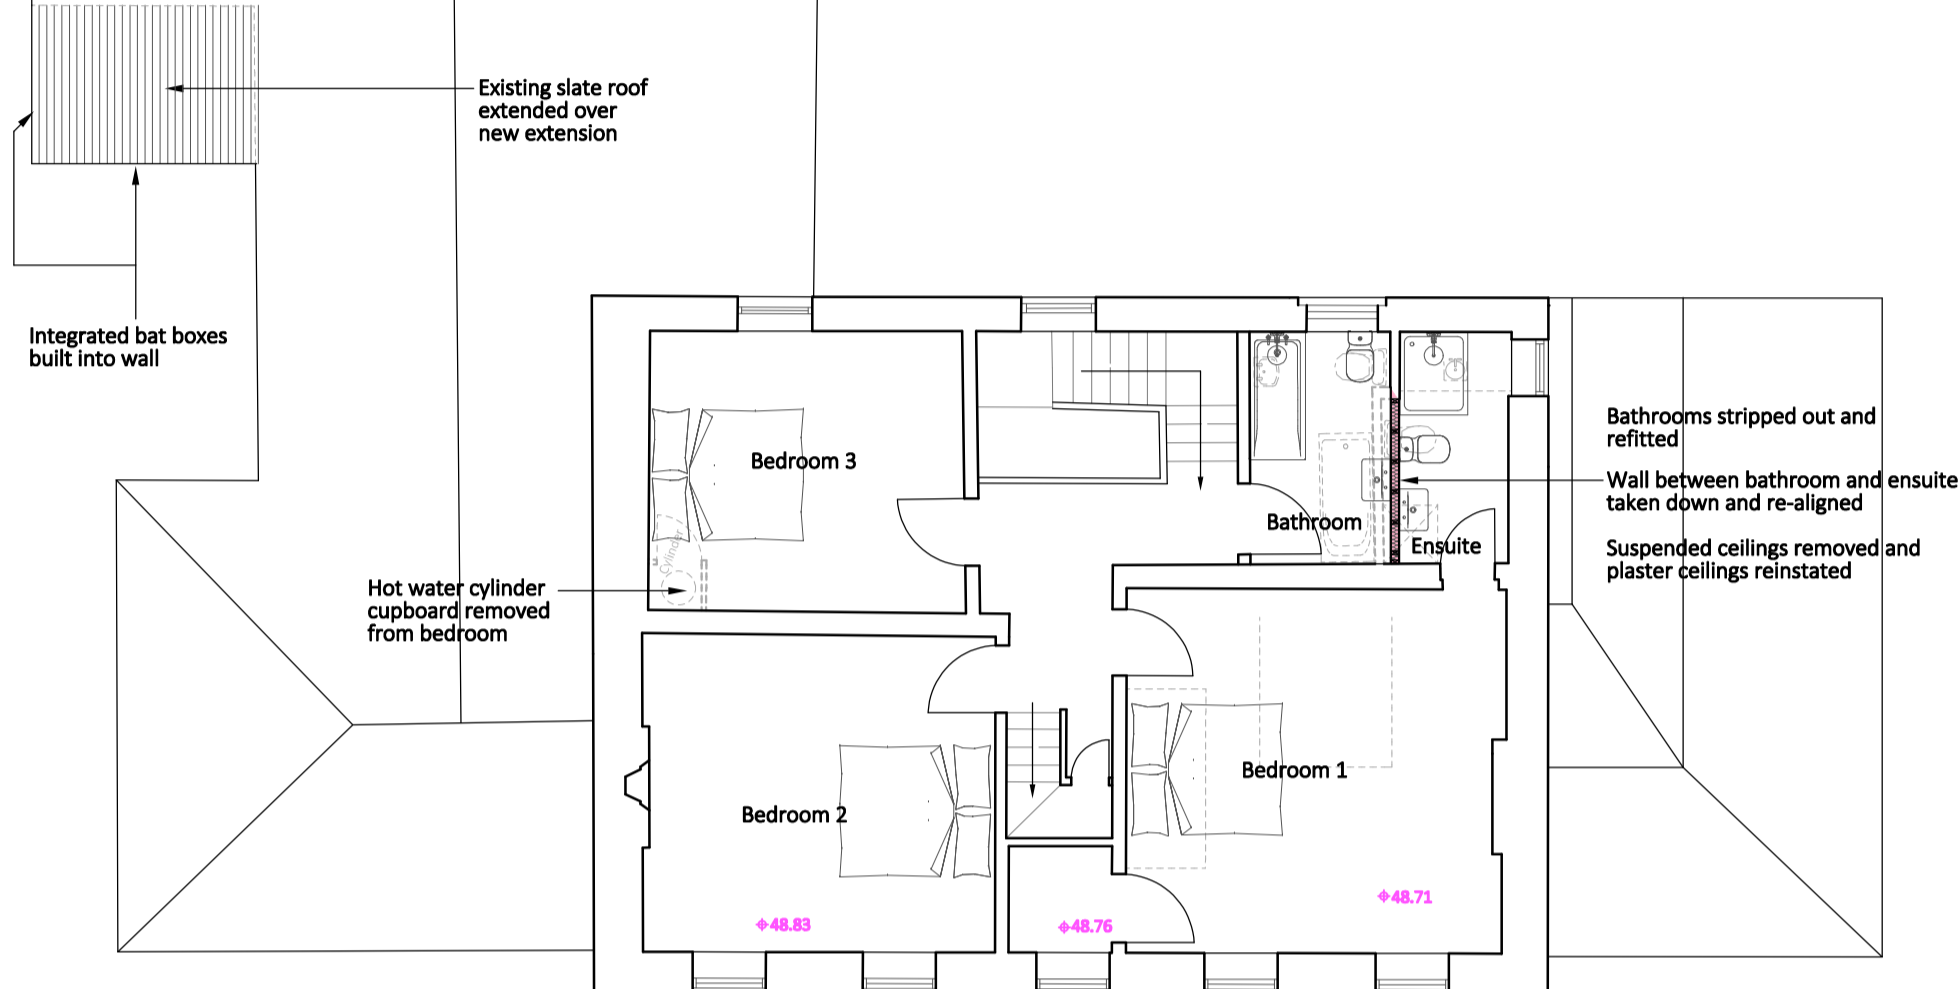 Existing slate roof
extended over
new extension
Integrated bat boxes
built into wall
Bedroom 3
Cylinder
Hot water cylinder
cupboard removed
from bedroom
Bathroom
Ensuite
Bathrooms stripped out and
refitted
Wall between bathroom and ensuite
taken down and re-aligned
Suspended ceilings removed and
plaster ceilings reinstated
Bedroom 2
Bedroom 1
48.83
48.76
48.71